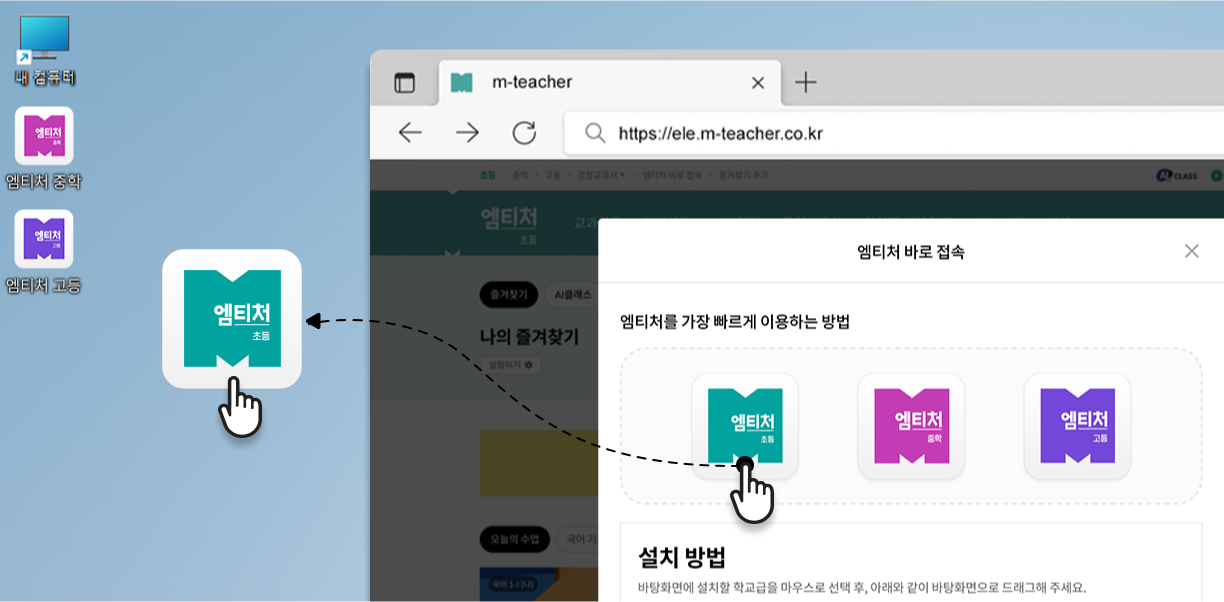 내 컴퓨터
엠티처
중학
엠티처 중학
엠티처
고등
엠티처 고등
엠티처
초등
m-teacher
https://ele.m-teacher.co.kr
초등 · 중학 · 고등 · 검정교과서 · 엠티처 바로 접속 · 즐겨찾기 추가
AI CLASS
엠티처
초등
교과
즐겨찾기
AI클래스
나의 즐겨찾기
설정하기
오늘의 수업
국어 기
국어 3-1 (나)
엠티처 바로 접속
엠티처를 가장 빠르게 이용하는 방법
엠티처
초등
엠티처
중학
엠티처
고등
설치 방법
바탕화면에 설치할 학교급을 마우스로 선택 후, 아래와 같이 바탕화면으로 드래그해 주세요.